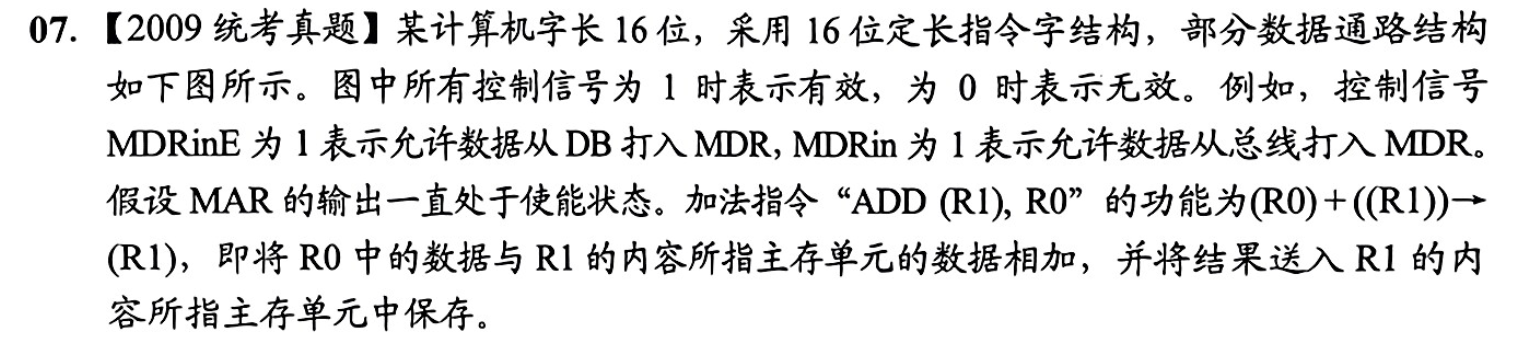 07.【2009 统考真题】某计算机字长 16 位，采用 16 位定长指令字结构，部分数据通路结构
如下图所示。图中所有控制信号为 1 时表示有效，为 0 时表示无效。例如，控制信号
MDRinE 为 1 表示允许数据从 DB 打入 MDR, MDRin 为 1 表示允许数据从总线打入 MDR。
假设 MAR 的输出一直处于使能状态。加法指令“ADD (R1), R0”的功能为(R0)+((R1))→
(R1)，即将 R0 中的数据与 R1 的内容所指主存单元的数据相加，并将结果送入 R1 的内
容所指主存单元中保存。